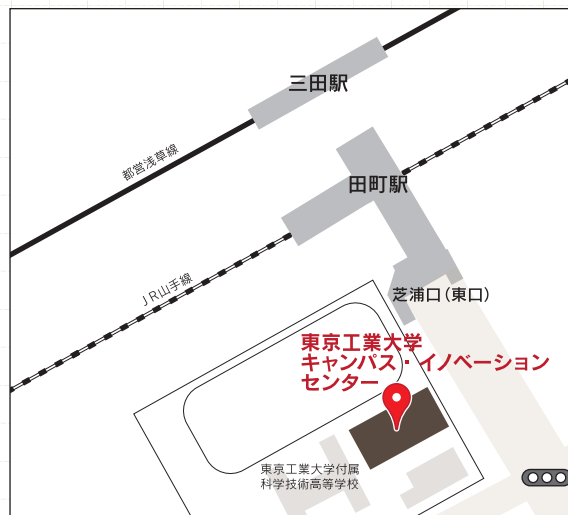 三田駅
都営浅草線
田町駅
JR山手線
芝浦口(東口)
東京工業大学
キャンパス・イノベーション
センター
東京工業大学付属
科学技術高等学校